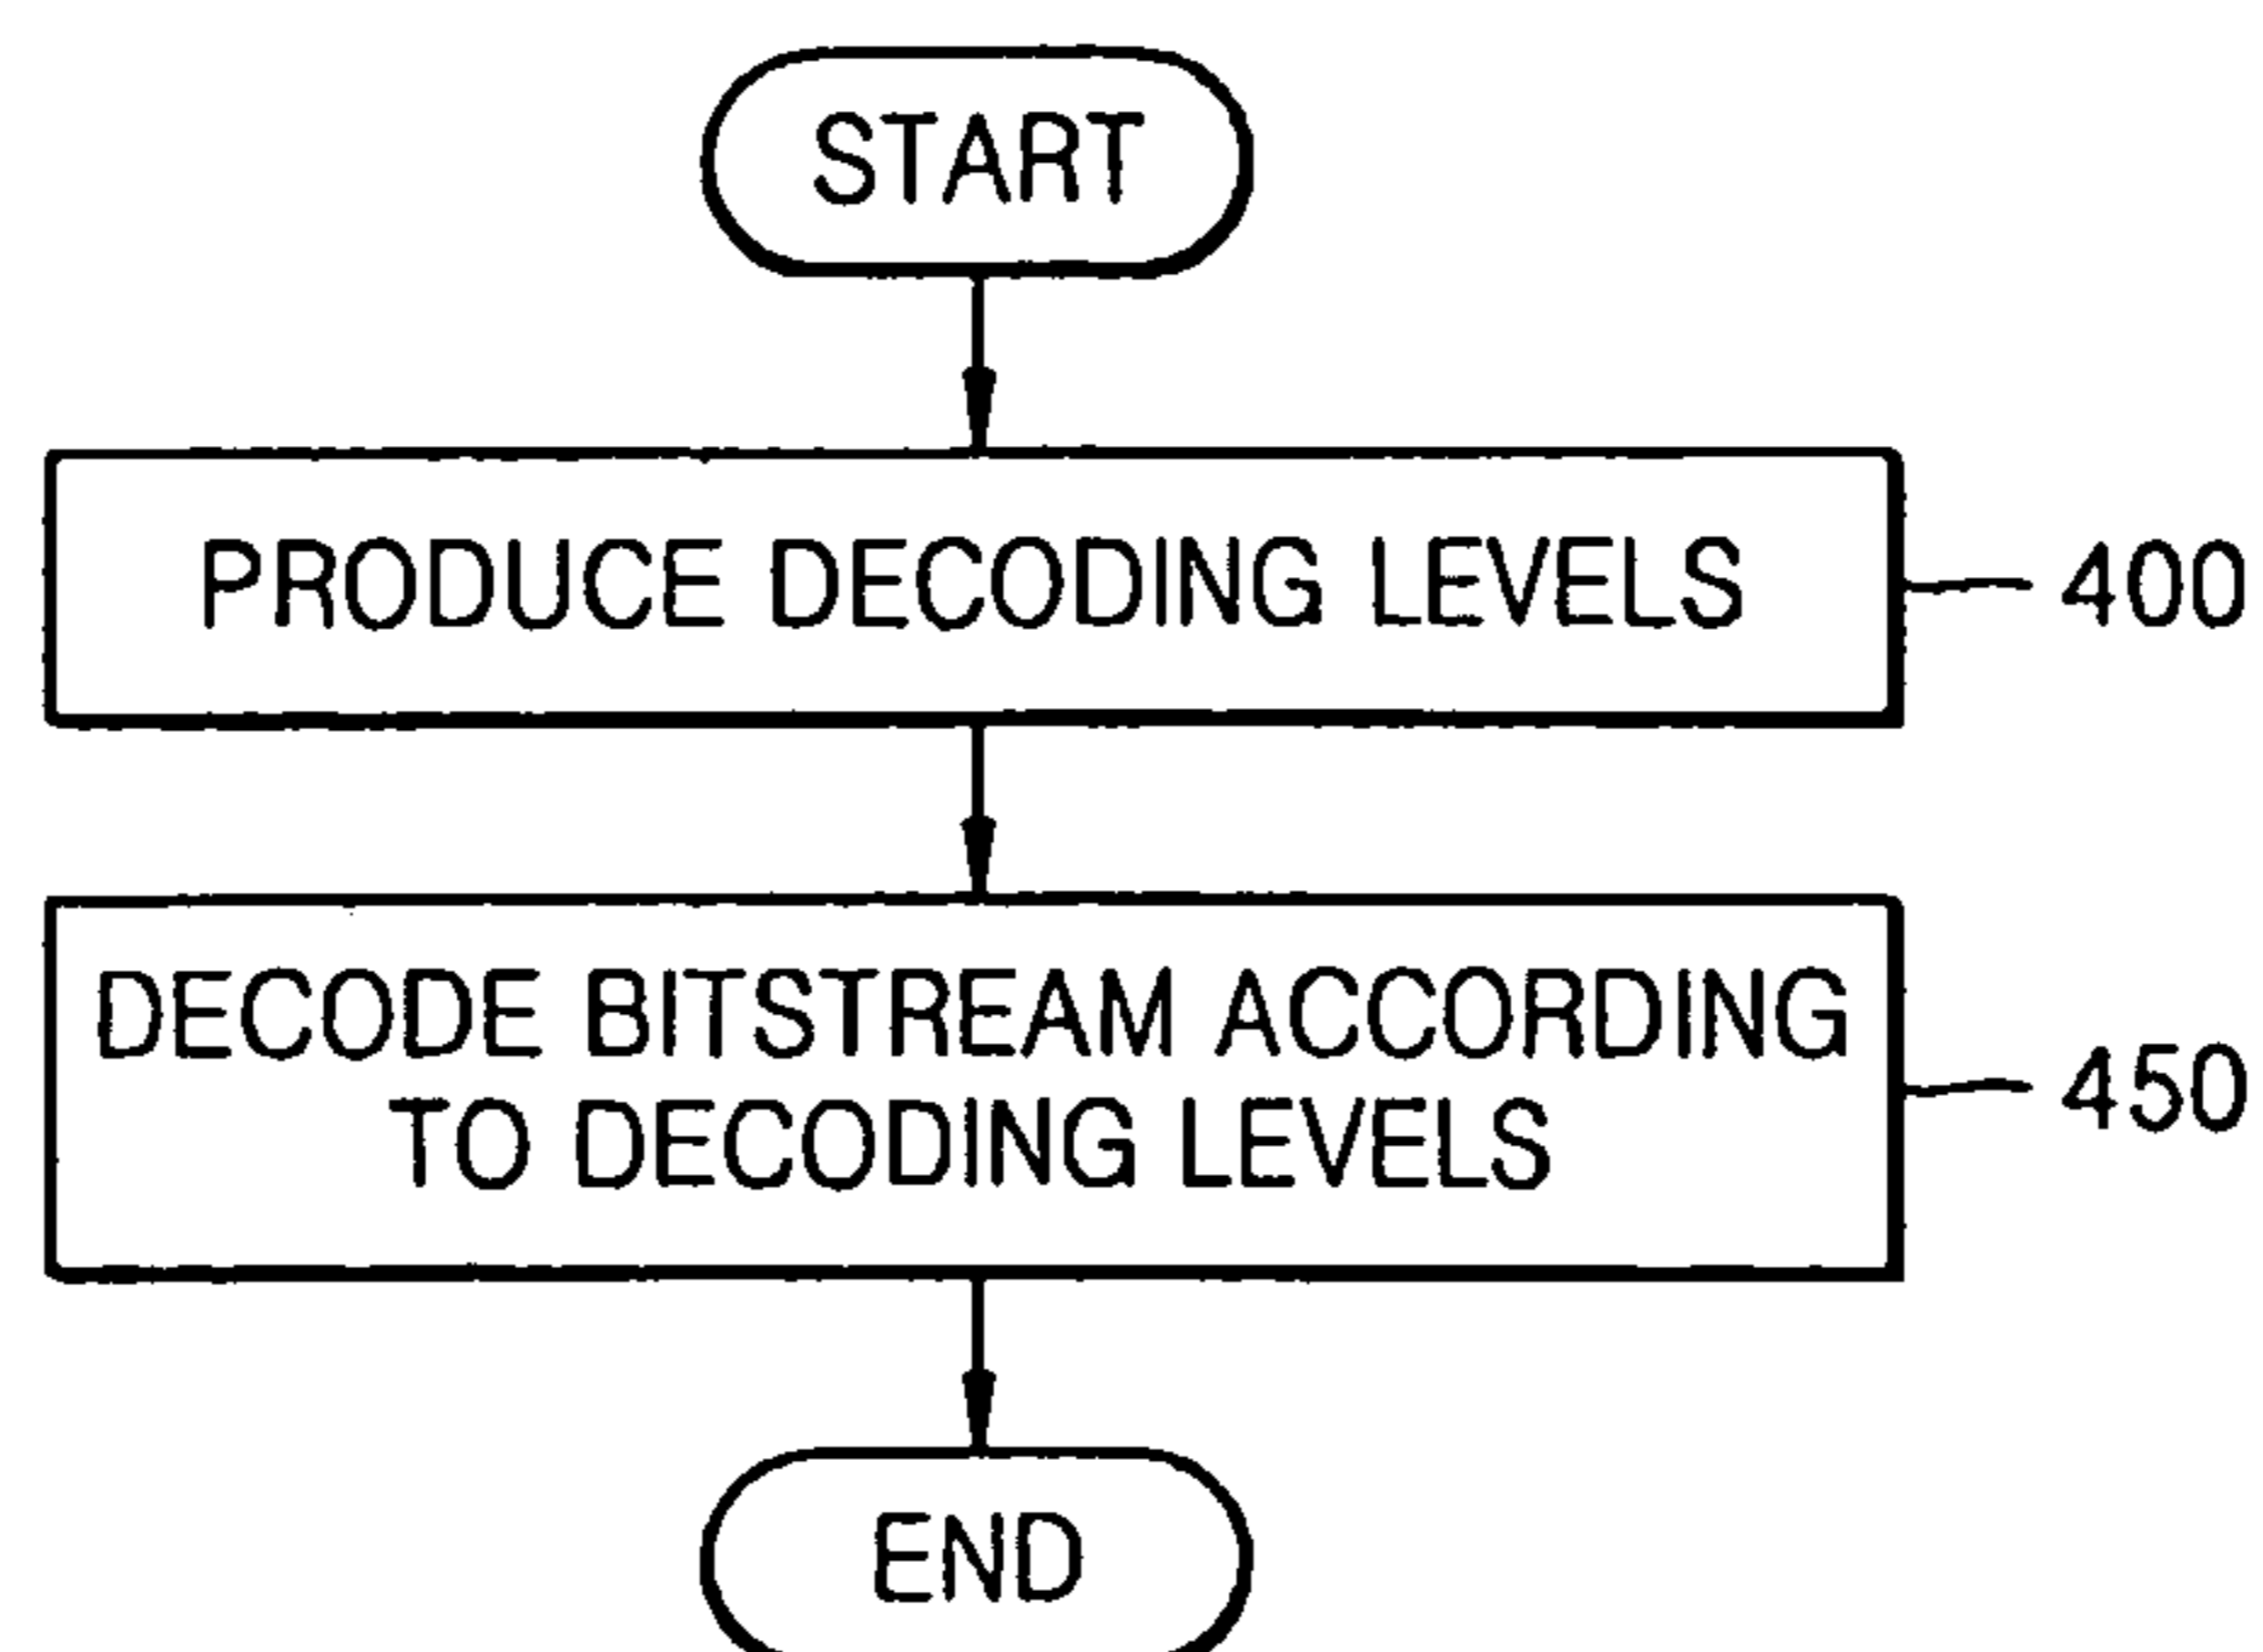 START
PRODUCE DECODING LEVELS
400
DECODE BITSTREAM ACCORDING
TO DECODING LEVELS
450
END